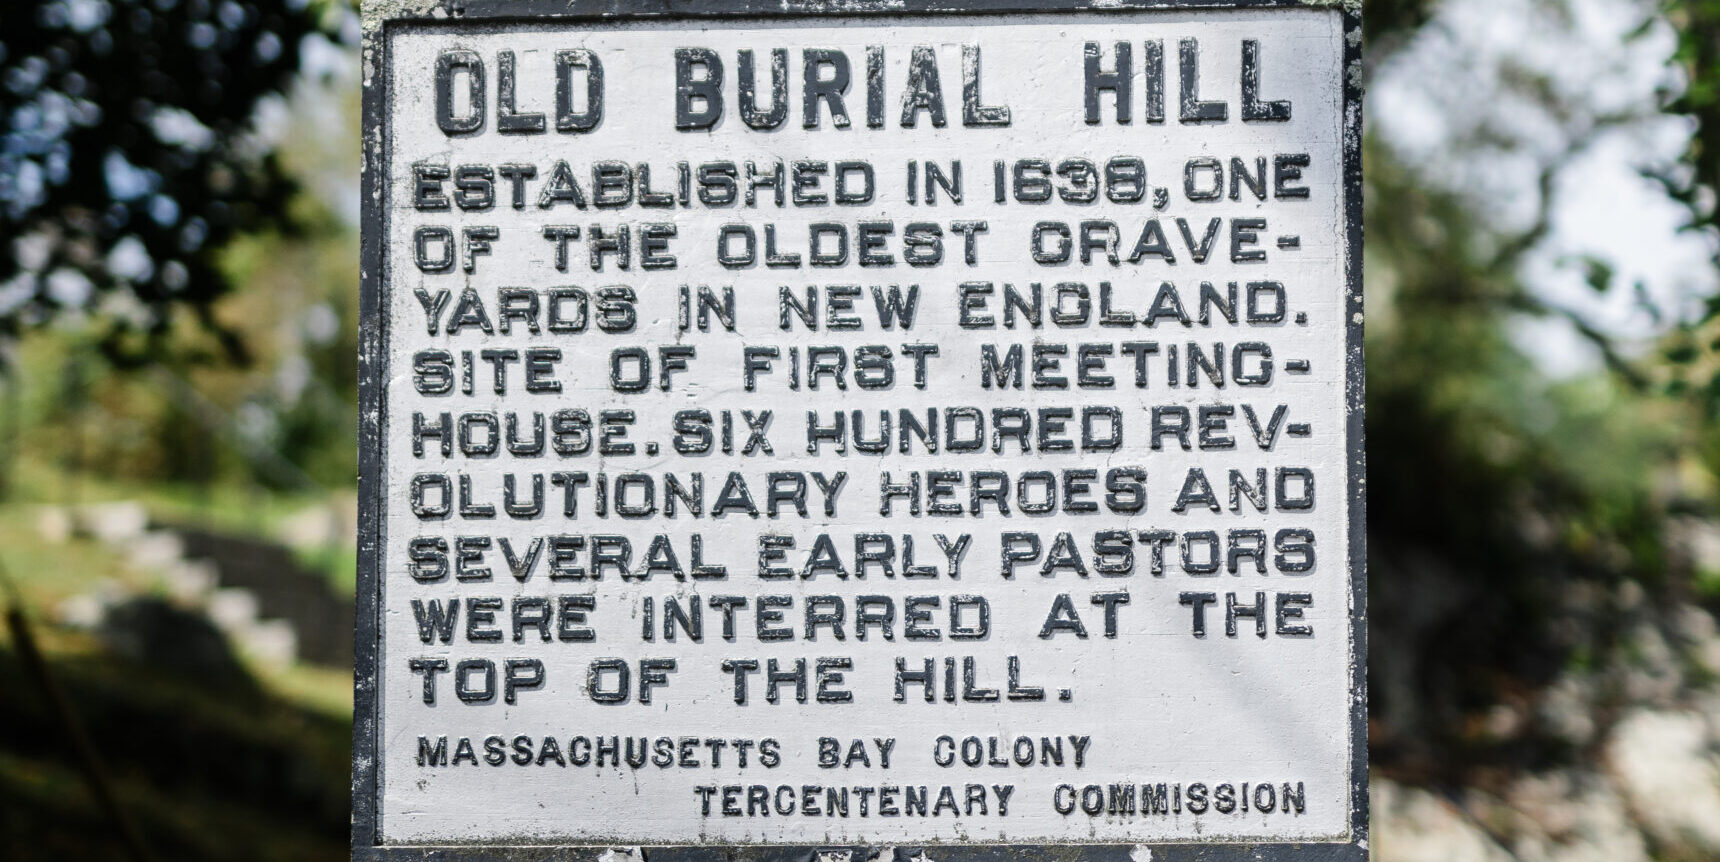 OLD BURIAL HILL
ESTABLISHED IN 1638, ONE
OF THE OLDEST GRAVE-
YARDS IN NEW ENGLAND.
SITE OF FIRST MEETING-
HOUSE. SIX HUNDRED REV-
OLUTIONARY HEROES AND
SEVERAL EARLY PASTORS
WERE INTERRED AT THE
TOP OF THE HILL.
MASSACHUSETTS BAY COLONY
TERCENTENARY COMMISSION